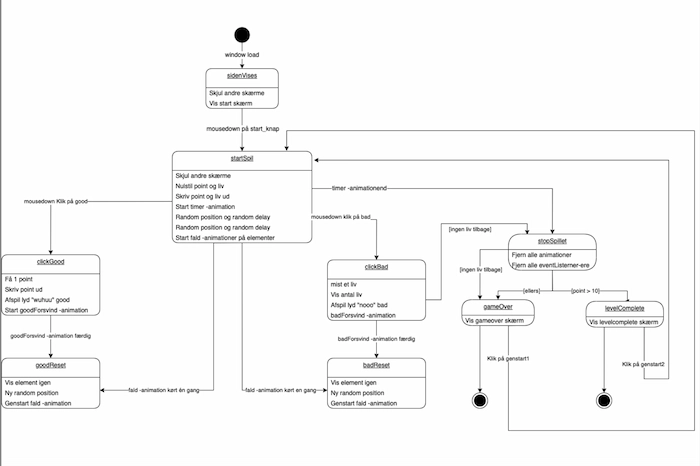 window load
sidenVises
Skjul andre skærme
Vis start skærm
mousedown på start_knap
startSpil
Skjul andre skærme
Nulstil point og liv
Skriv point og liv ud
Start timer -animation
Random position og random delay
Random position og random delay
Start fald -animationer på elementer
timer -animationend
mousedown Klik på good
mousedown klik på bad
[ingen liv tilbage]
stopSpillet
Fjern alle animationer
Fjern alle eventListerner-ere
clickGood
Få 1 point
Skriv point ud
Afspil lyd "wuhuu" good
Start goodForsvind -animation
clickBad
mist et liv
Vis antal liv
Afspil lyd "nooo" bad
badForsvind -animation
[ingen liv tilbage]
[ellers]
[point > 10]
gameOver
Vis gameover skærm
levelComplete
Vis levelcomplete skærm
goodForsvind -animation færdig
badForsvind -animation færdig
Klik på genstart1
Klik på genstart2
goodReset
Vis element igen
Ny random position
Genstart fald -animation
fald -animation kørt én gang
fald -animation kørt en gang
badReset
Vis element igen
Ny random position
Genstart fald -animation